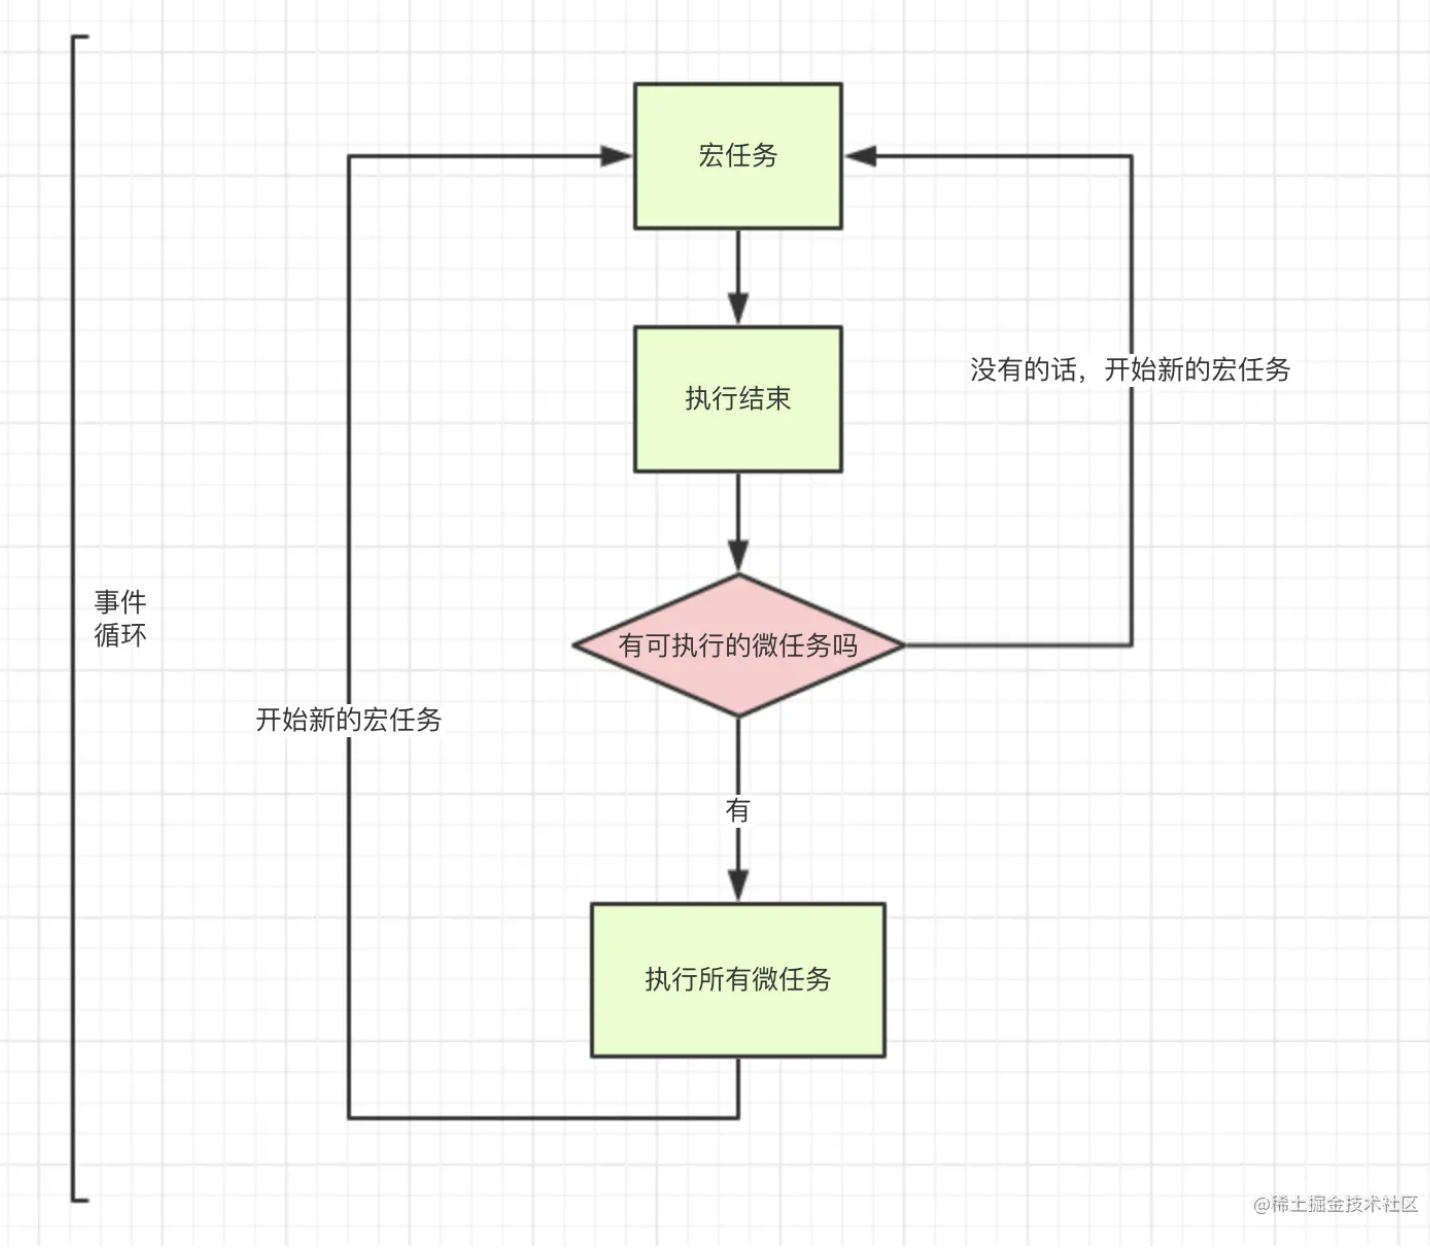 宏任务
执行结束
没有的话，开始新的宏任务
事件
循环
有可执行的微任务吗
开始新的宏任务
有
执行所有微任务
@稀土掘金技术社区